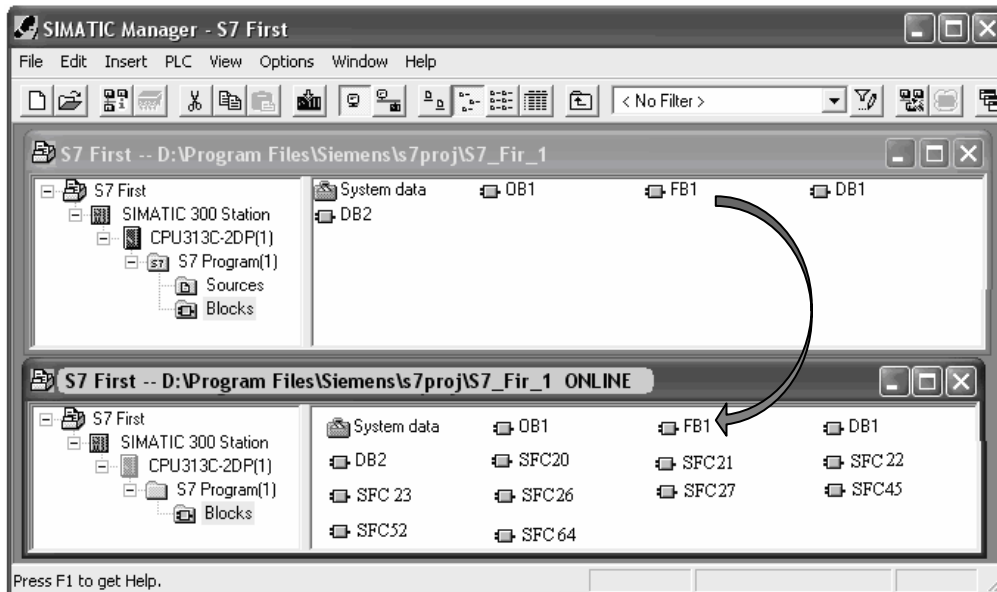 SIMATIC Manager - S7 First
File Edit Insert PLC View Options Window Help
< No Filter >
S7 First -- D:\Program Files\Siemens\s7proj\S7_Fir_1
S7 First
SIMATIC 300 Station
CPU313C-2DP(1)
S7 Program(1)
Sources
Blocks
System data OB1 FB1 DB1
DB2
S7 First -- D:\Program Files\Siemens\s7proj\S7_Fir_1 ONLINE
S7 First
SIMATIC 300 Station
CPU313C-2DP(1)
S7 Program(1)
Blocks
System data OB1 FB1 DB1
DB2 SFC20 SFC21 SFC 22
SFC 23 SFC26 SFC27 SFC45
SFC52 SFC 64
Press F1 to get Help.